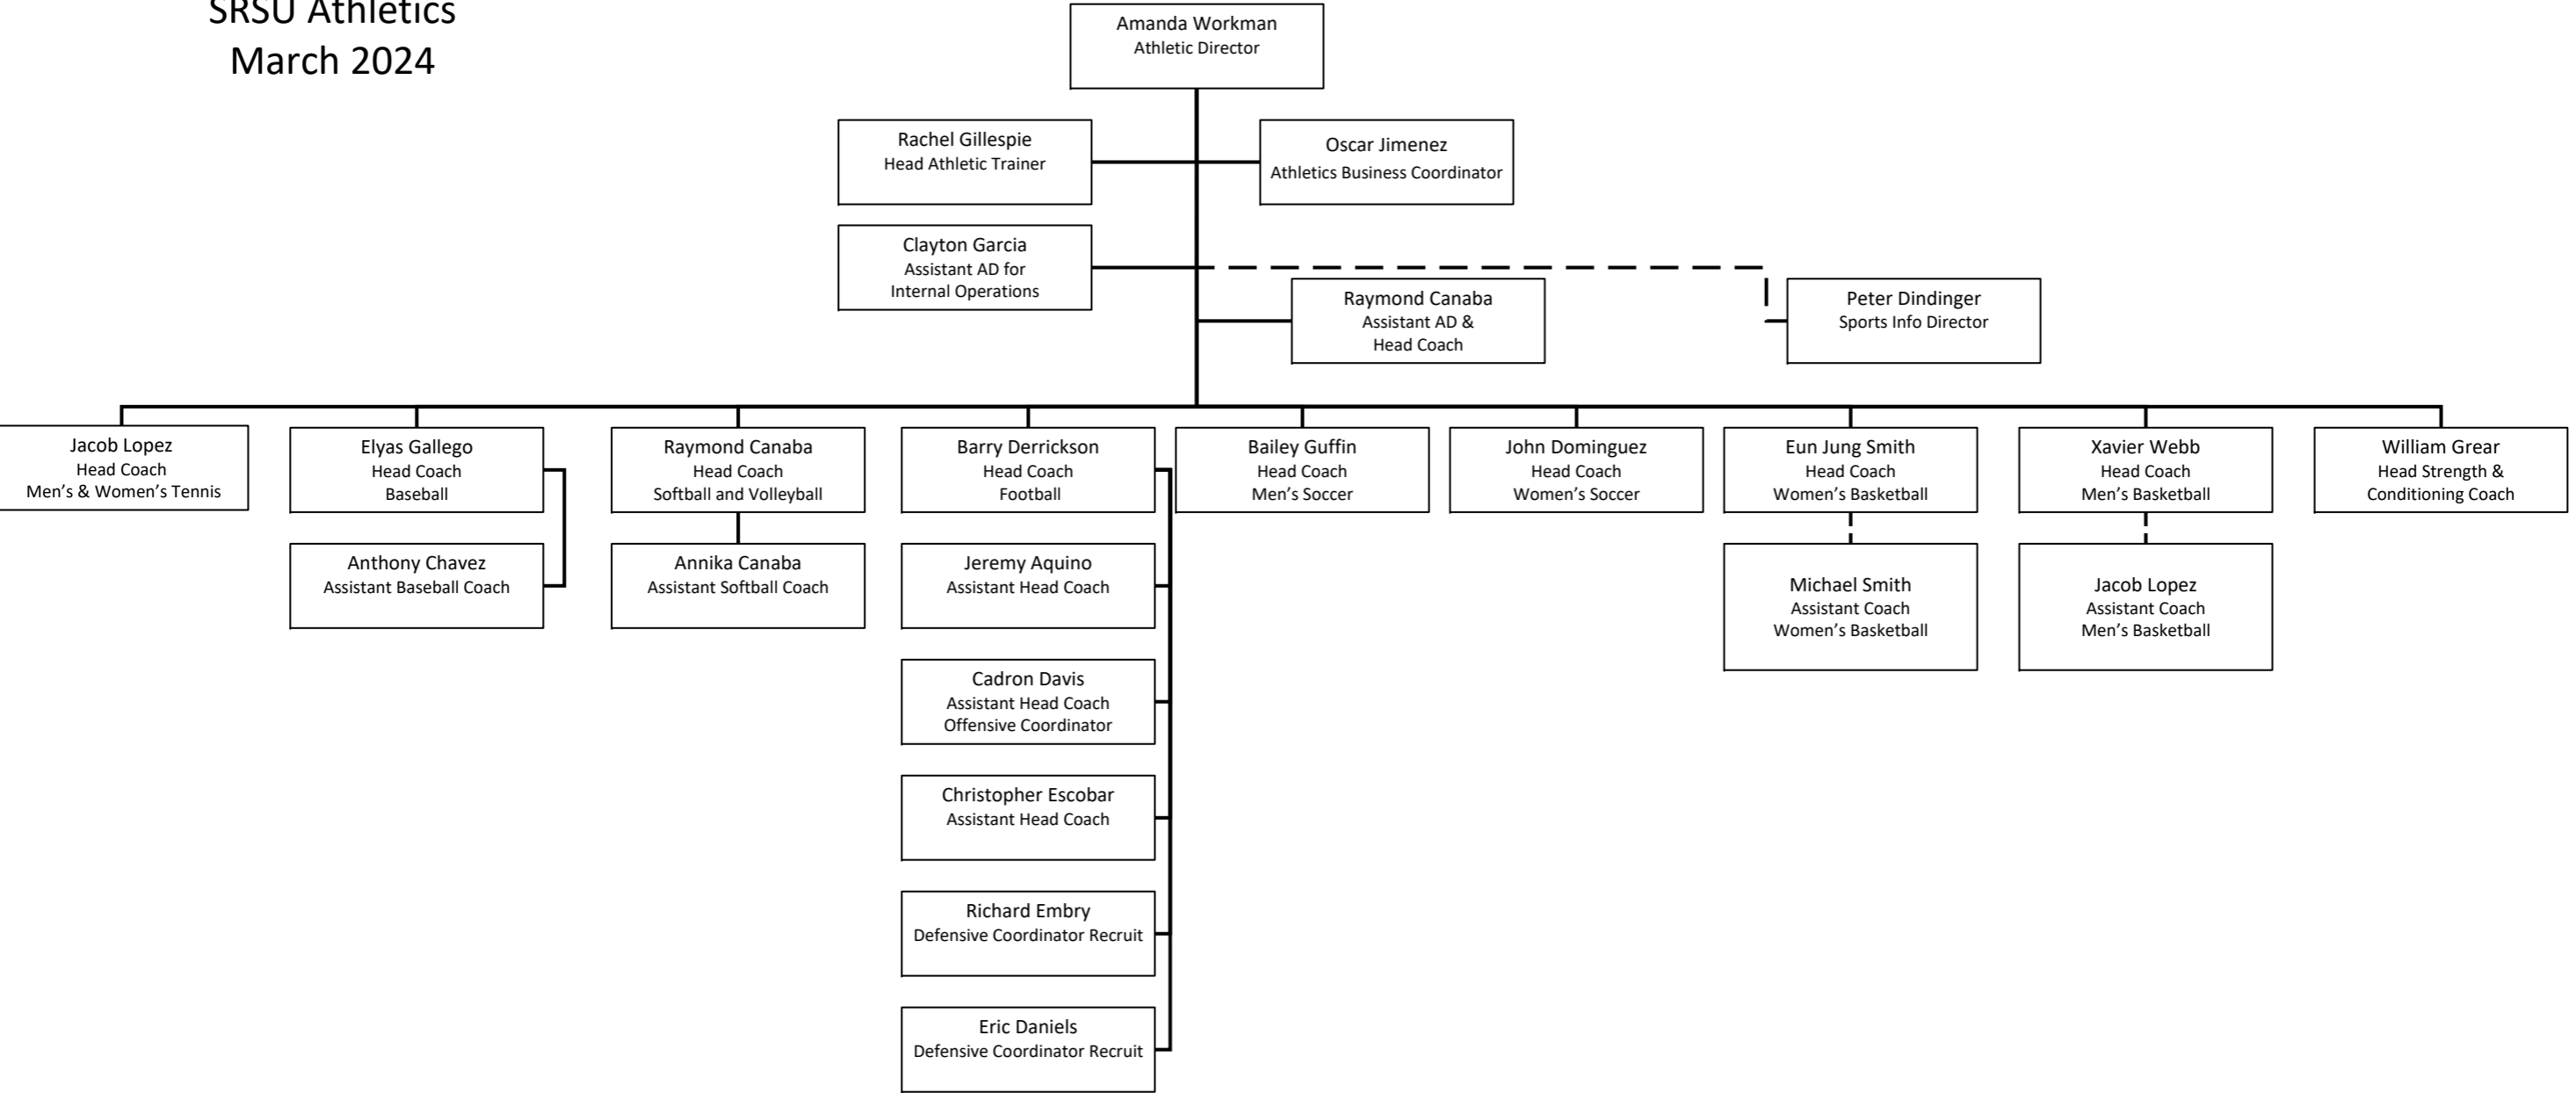 SRSU Athletics
March 2024
Amanda Workman
Athletic Director
Rachel Gillespie
Head Athletic Trainer
Oscar Jimenez
Athletics Business Coordinator
Clayton Garcia
Assistant AD for
Internal Operations
Raymond Canaba
Assistant AD &
Head Coach
Peter Dindinger
Sports Info Director
Jacob Lopez
Head Coach
Men’s & Women’s Tennis
Elyas Gallego
Head Coach
Baseball
Raymond Canaba
Head Coach
Softball and Volleyball
Barry Derrickson
Head Coach
Football
Bailey Guffin
Head Coach
Men’s Soccer
John Dominguez
Head Coach
Women’s Soccer
Eun Jung Smith
Head Coach
Women’s Basketball
Xavier Webb
Head Coach
Men’s Basketball
William Grear
Head Strength &
Conditioning Coach
Anthony Chavez
Assistant Baseball Coach
Annika Canaba
Assistant Softball Coach
Jeremy Aquino
Assistant Head Coach
Michael Smith
Assistant Coach
Women’s Basketball
Jacob Lopez
Assistant Coach
Men’s Basketball
Cadron Davis
Assistant Head Coach
Offensive Coordinator
Christopher Escobar
Assistant Head Coach
Richard Embry
Defensive Coordinator Recruit
Eric Daniels
Defensive Coordinator Recruit